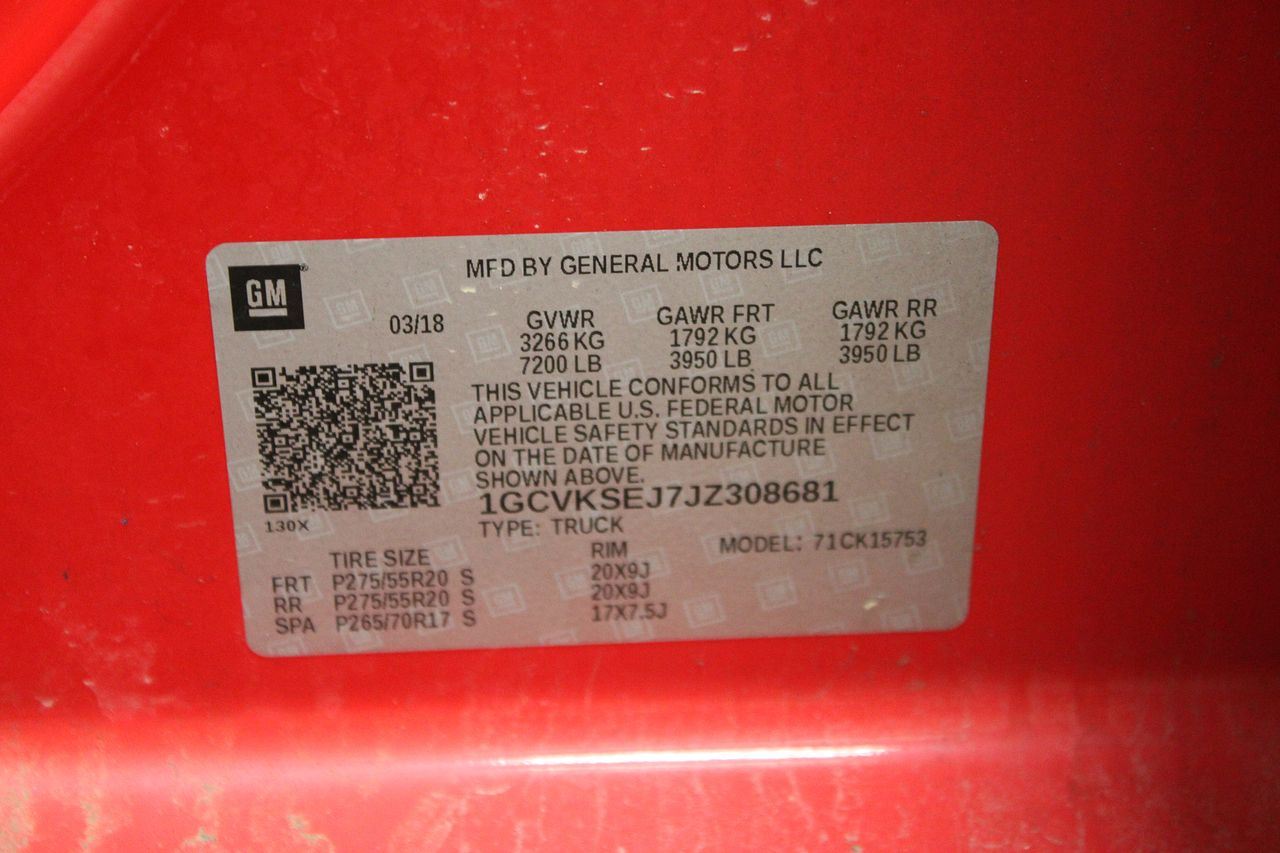 GM
MFD BY GENERAL MOTORS LLC
03/18
GVWR GAWR FRT GAWR RR
3266 KG 1792 KG 1792 KG
7200 LB 3950 LB 3950 LB
THIS VEHICLE CONFORMS TO ALL
APPLICABLE U.S. FEDERAL MOTOR
VEHICLE SAFETY STANDARDS IN EFFECT
ON THE DATE OF MANUFACTURE
SHOWN ABOVE.
1GCVKSEJ7JZ308681
130X
TYPE: TRUCK MODEL: 71CK15753
TIRE SIZE RIM
FRT P275/55R20 S 20X9J
RR P275/55R20 S 20X9J
SPA P265/70R17 S 17X7.5J